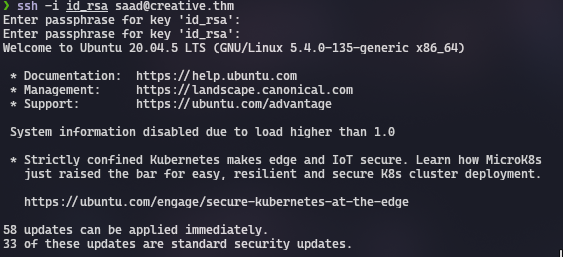 ❯ ssh -i id_rsa saad@creative.thm
Enter passphrase for key 'id_rsa':
Enter passphrase for key 'id_rsa':
Welcome to Ubuntu 20.04.5 LTS (GNU/Linux 5.4.0-135-generic x86_64)
* Documentation: https://help.ubuntu.com
* Management: https://landscape.canonical.com
* Support: https://ubuntu.com/advantage
System information disabled due to load higher than 1.0
* Strictly confined Kubernetes makes edge and IoT secure. Learn how MicroK8s
just raised the bar for easy, resilient and secure K8s cluster deployment.
https://ubuntu.com/engage/secure-kubernetes-at-the-edge
58 updates can be applied immediately.
33 of these updates are standard security updates.